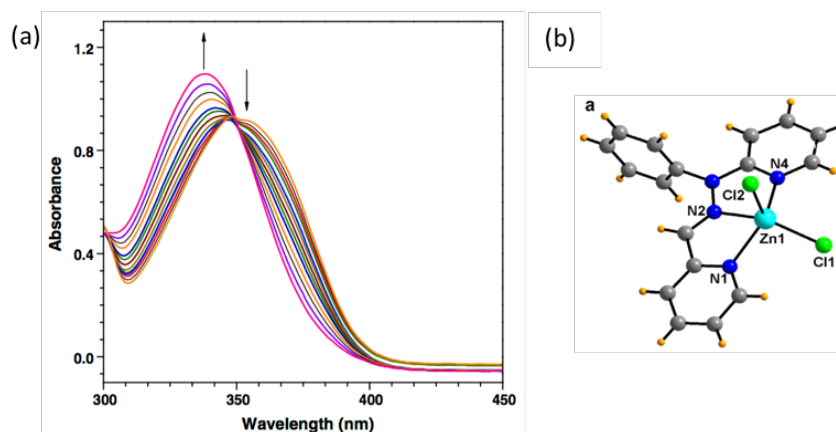 (a)
1.2
0.8
0.4
0.0
Absorbance
300
350
400
450
Wavelength (nm)
(b)
a
N4
Cl2
N2
Zn1
Cl1
N1